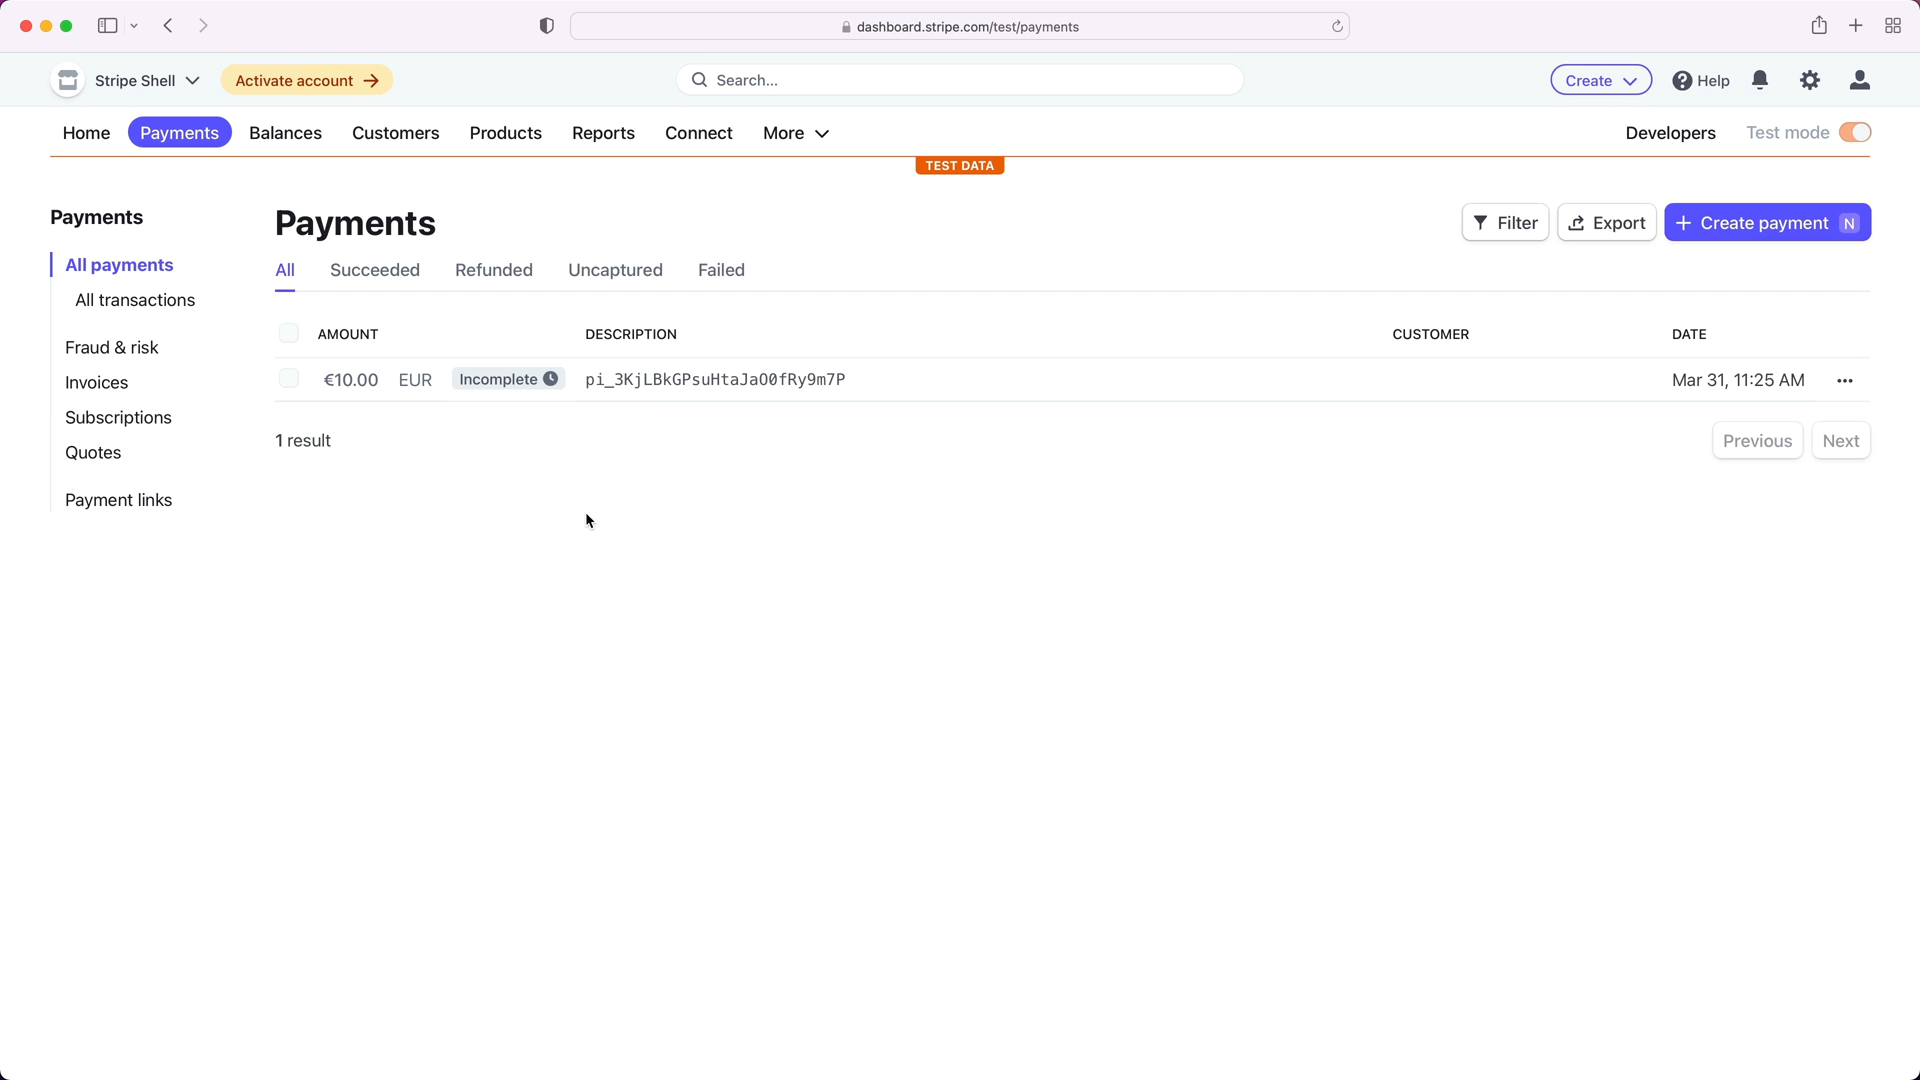 dashboard.stripe.com/test/payments
Stripe Shell Activate account Search... Create Help
Home Payments Balances Customers Products Reports Connect More Developers Test mode
TEST DATA
Payments
All payments
All transactions
Fraud & risk
Invoices
Subscriptions
Quotes
Payment links
Payments
Filter Export Create payment N
All Succeeded Refunded Uncaptured Failed
AMOUNT DESCRIPTION CUSTOMER DATE
€10.00 EUR Incomplete pi_3KjLBkGPsuHtaJaO0fRy9m7P Mar 31, 11:25 AM
1 result
Previous Next